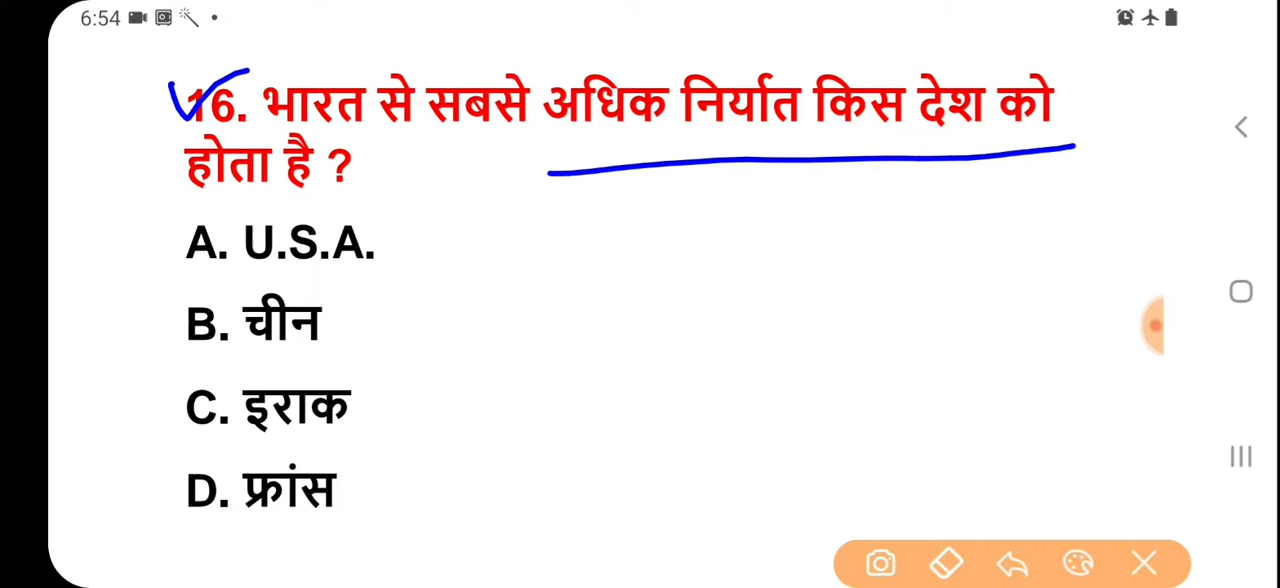 6:54
16. भारत से सबसे अधिक निर्यात किस देश को
होता है ?
A. U.S.A.
B. चीन
C. इराक
D. फ्रांस